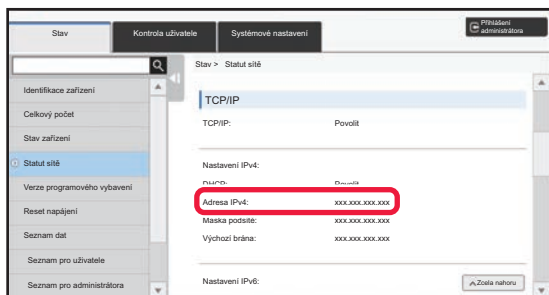 Stav
Kontrola uživatele
Systémové nastavení
Přihlášení
administrátora
Stav > Statut sítě
Identifikace zařízení
Celkový počet
Stav zařízení
Statut sítě
Verze programového vybavení
Reset napájení
Seznam dat
Seznam pro uživatele
Seznam pro administrátora
TCP/IP
TCP/IP: Povolit
Nastavení IPv4:
DHCP: Povolit
Adresa IPv4: xxx.xxx.xxx.xxx
Maska podsítě: xxx.xxx.xxx.xxx
Výchozí brána: xxx.xxx.xxx.xxx
Nastavení IPv6:
Zcela nahoru